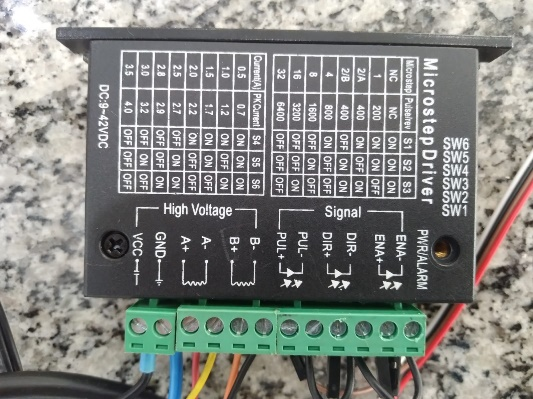 Microstep Driver
Microstep Pulse/rev S1 S2 S3
NC NC ON ON ON
1 200 ON ON OFF
2/A 400 ON OFF ON
2/B 400 OFF ON ON
4 800 ON OFF OFF
8 1600 OFF ON OFF
16 3200 OFF OFF ON
32 6400 OFF OFF OFF
Current(A) PK Current S4 S5 S6
0.5 0.7 ON ON ON
1.0 1.2 ON OFF ON
1.5 1.7 ON ON OFF
2.0 2.2 ON OFF OFF
2.5 2.7 OFF ON ON
2.8 2.9 OFF OFF ON
3.0 3.2 OFF ON OFF
3.5 4.0 OFF OFF OFF
DC:9~42VDC
SW6
SW5
SW4
SW3
SW2
SW1
PWR/ALARM
Signal
ENA-
ENA+
DIR-
DIR+
PUL-
PUL+
High Voltage
B-
B+
A-
A+
GND
VCC